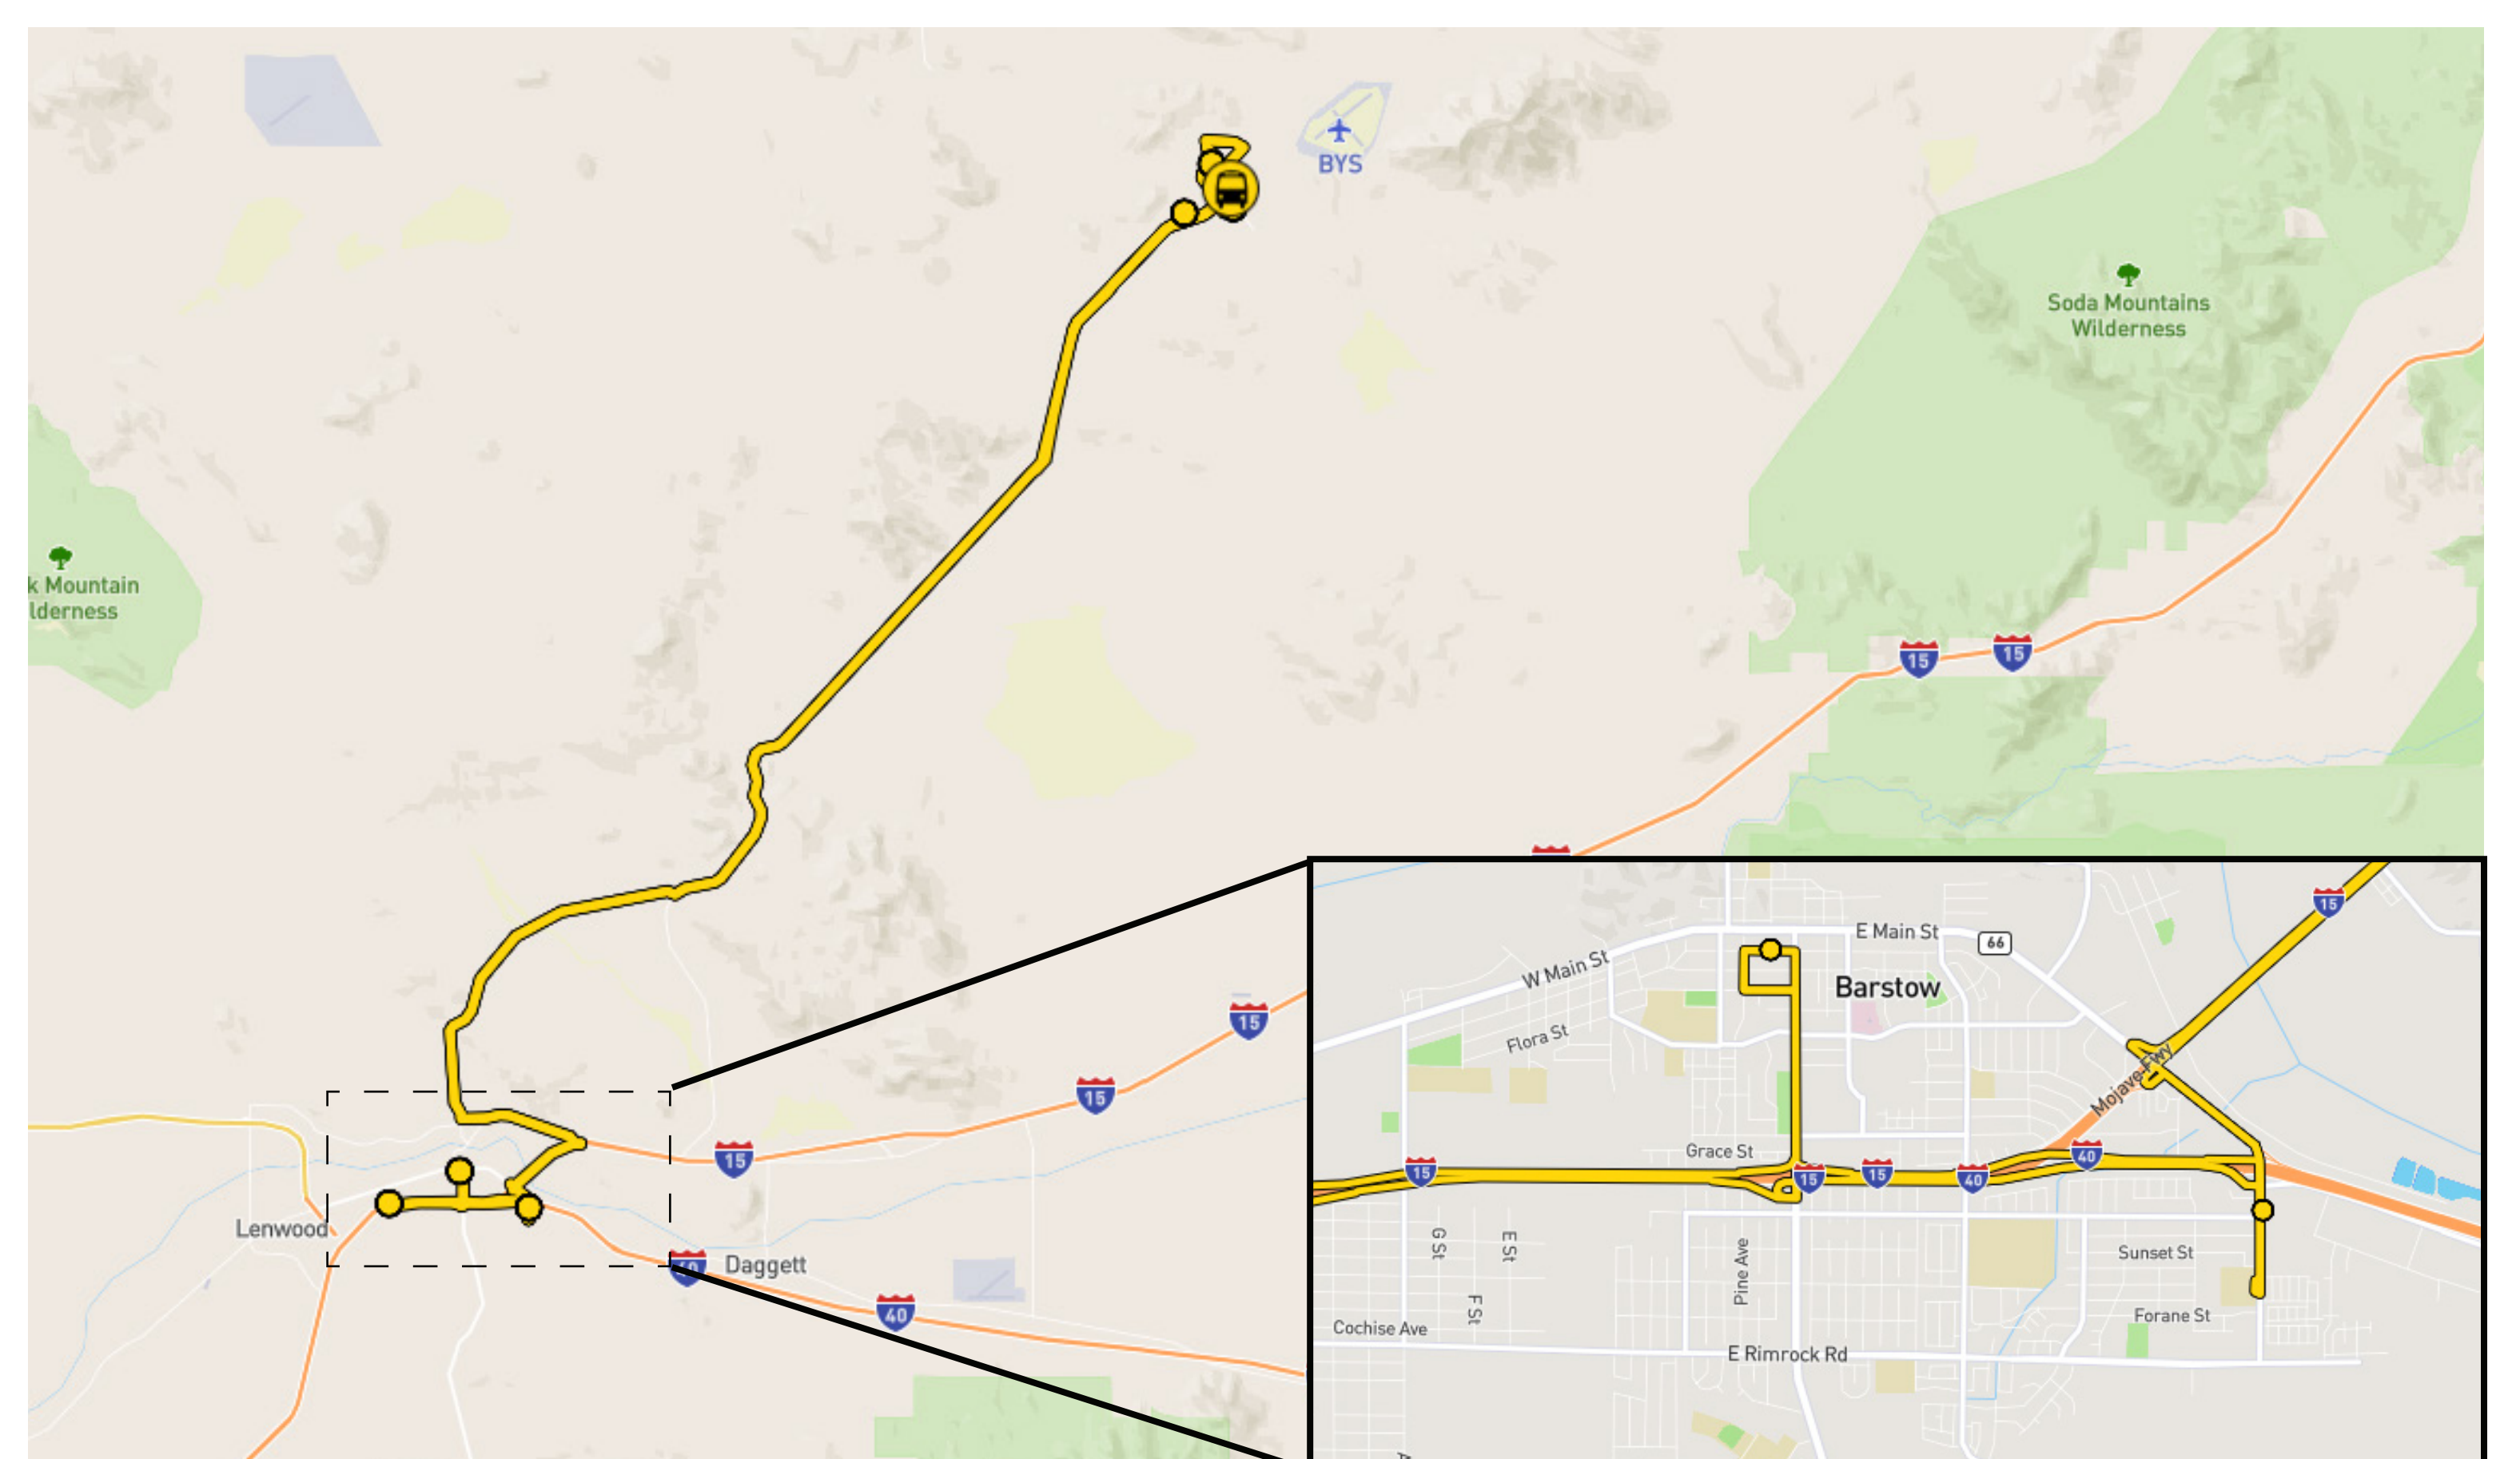 BYS
Soda Mountains
Wilderness
k Mountain
lderness
15
15
15
15
15
Lenwood
40
Daggett
40
15
E Main St
66
W Main St
Barstow
Flora St
Mojave Fwy
Grace St
15
15
15
40
40
G St
E St
Pine Ave
Sunset St
F St
Forane St
Cochise Ave
E Rimrock Rd